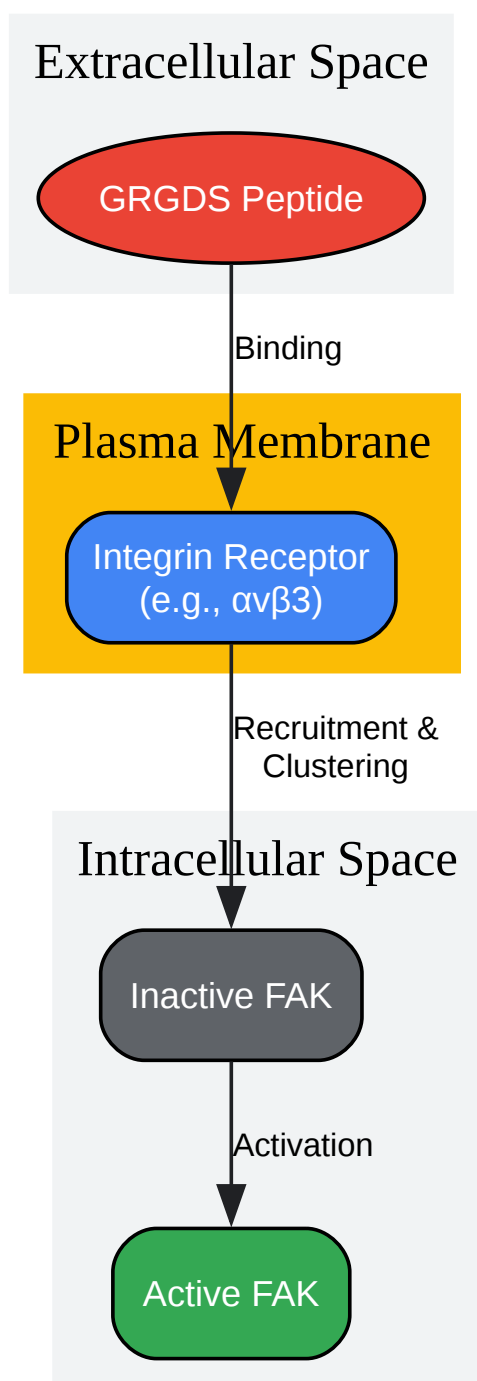 Extracellular Space
GRGDS Peptide
Binding
Plasma Membrane
Integrin Receptor
(e.g., αvβ3)
Recruitment &
Clustering
Intracellular Space
Inactive FAK
Activation
Active FAK